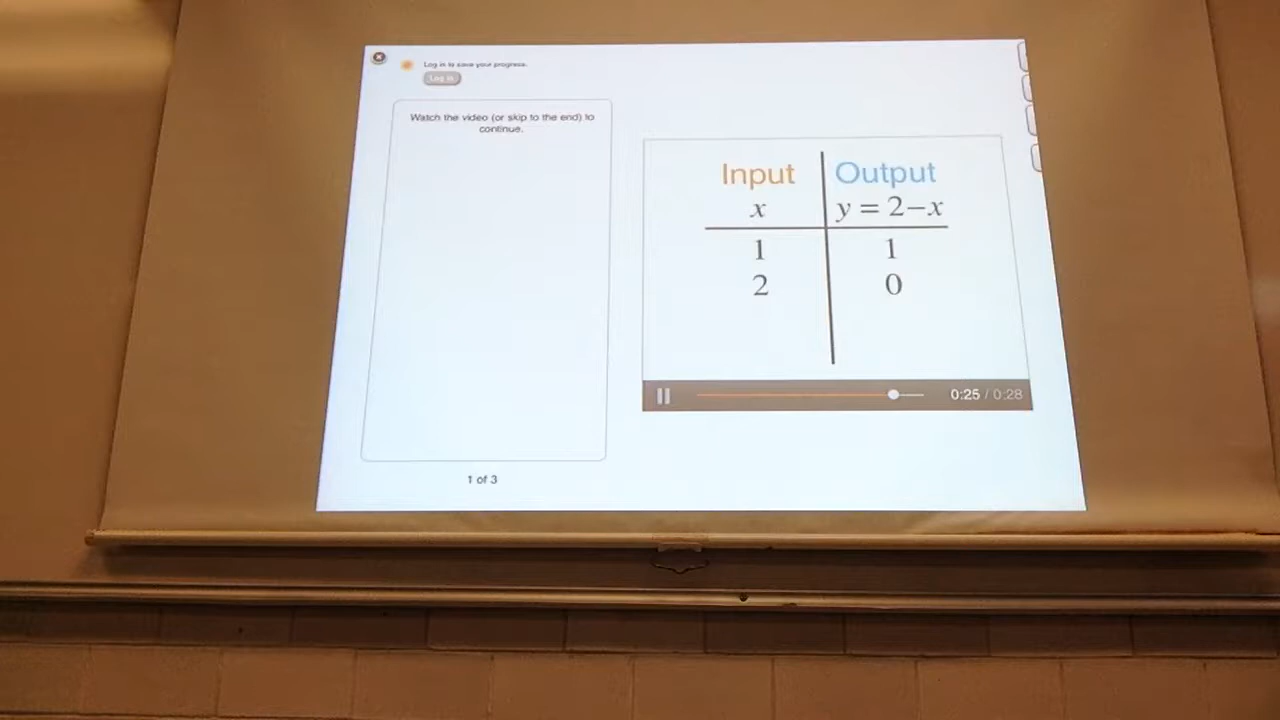 Log in to save your progress.
Log in
Watch the video (or skip to the end) to
continue.
Input Output
x y = 2−x
1 1
2 0
0:25 / 0:28
1 of 3